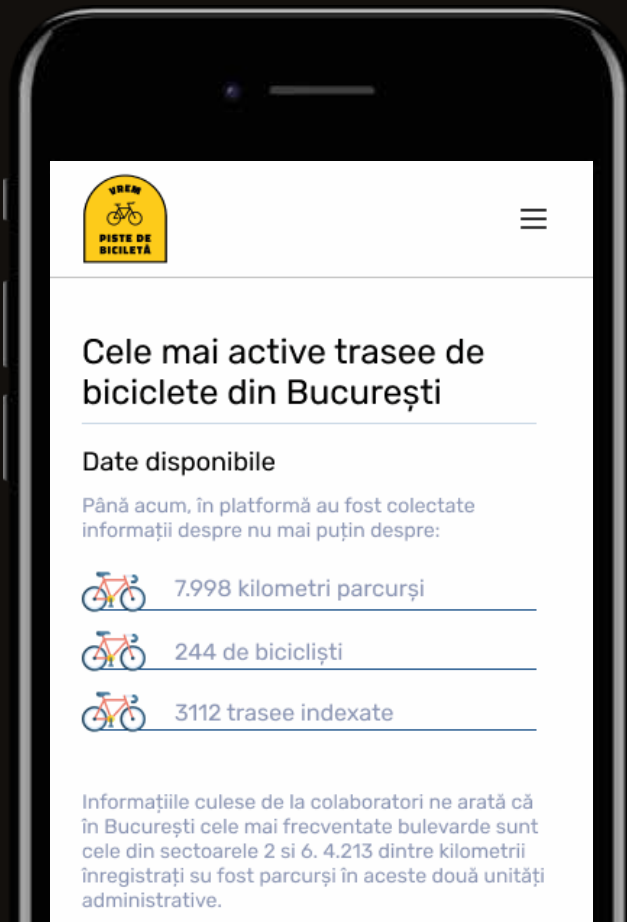 VREM
PISTE DE
BICILETĂ
Cele mai active trasee de
biciclete din București
Date disponibile
Până acum, în platformă au fost colectate
informații despre nu mai puțin despre:
7.998 kilometri parcurși
244 de bicicliști
3112 trasee indexate
Informațiile culese de la colaboratori ne arată că
în București cele mai frecventate bulevarde sunt
cele din sectoarele 2 si 6. 4.213 dintre kilometrii
înregistrați su fost parcurși în aceste două unități
administrative.